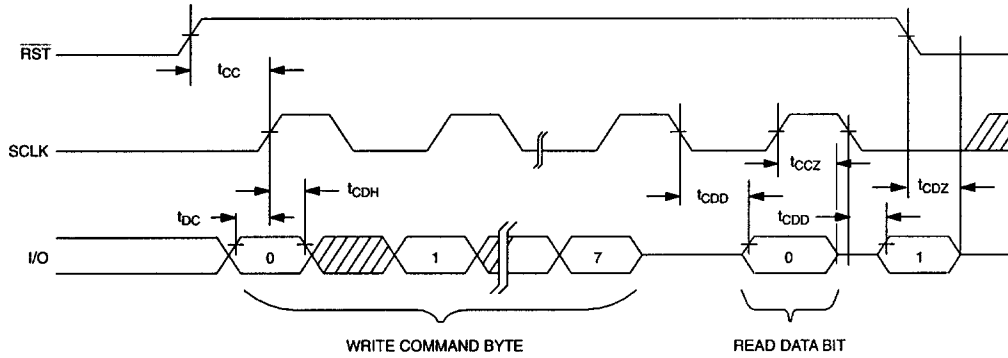 RST
tCC
SCLK
tCCZ
tCDH
tCDD
tCDZ
tDC
tCDD
I/O
0
1
7
0
1
WRITE COMMAND BYTE
READ DATA BIT